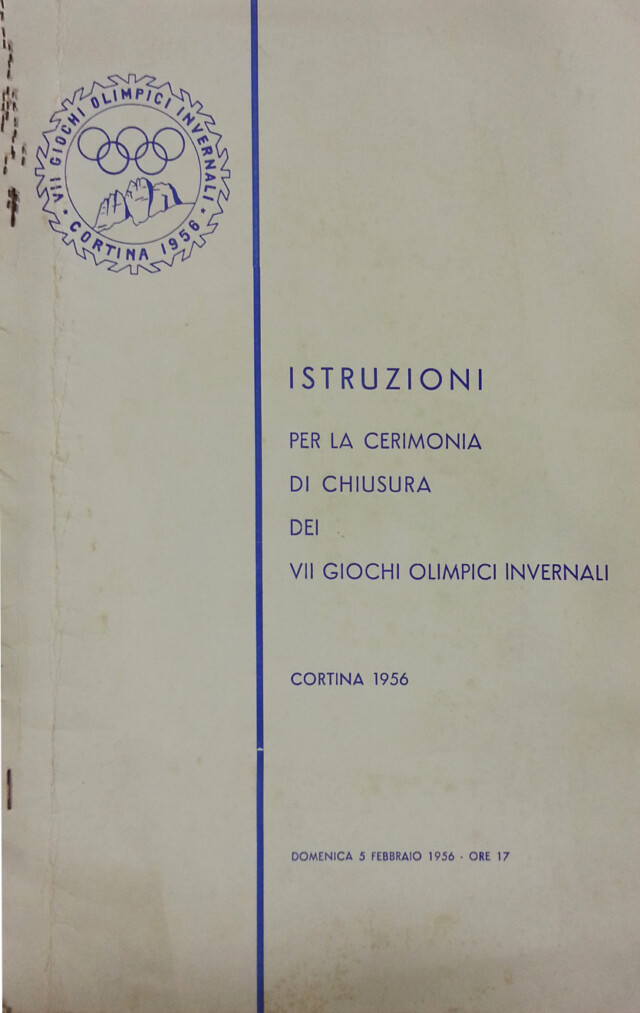 VII GIOCHI OLIMPICI INVERNALI
• CORTINA 1956 •
ISTRUZIONI
PER LA CERIMONIA
DI CHIUSURA
DEI
VII GIOCHI OLIMPICI INVERNALI
CORTINA 1956
DOMENICA 5 FEBBRAIO 1956 - ORE 17